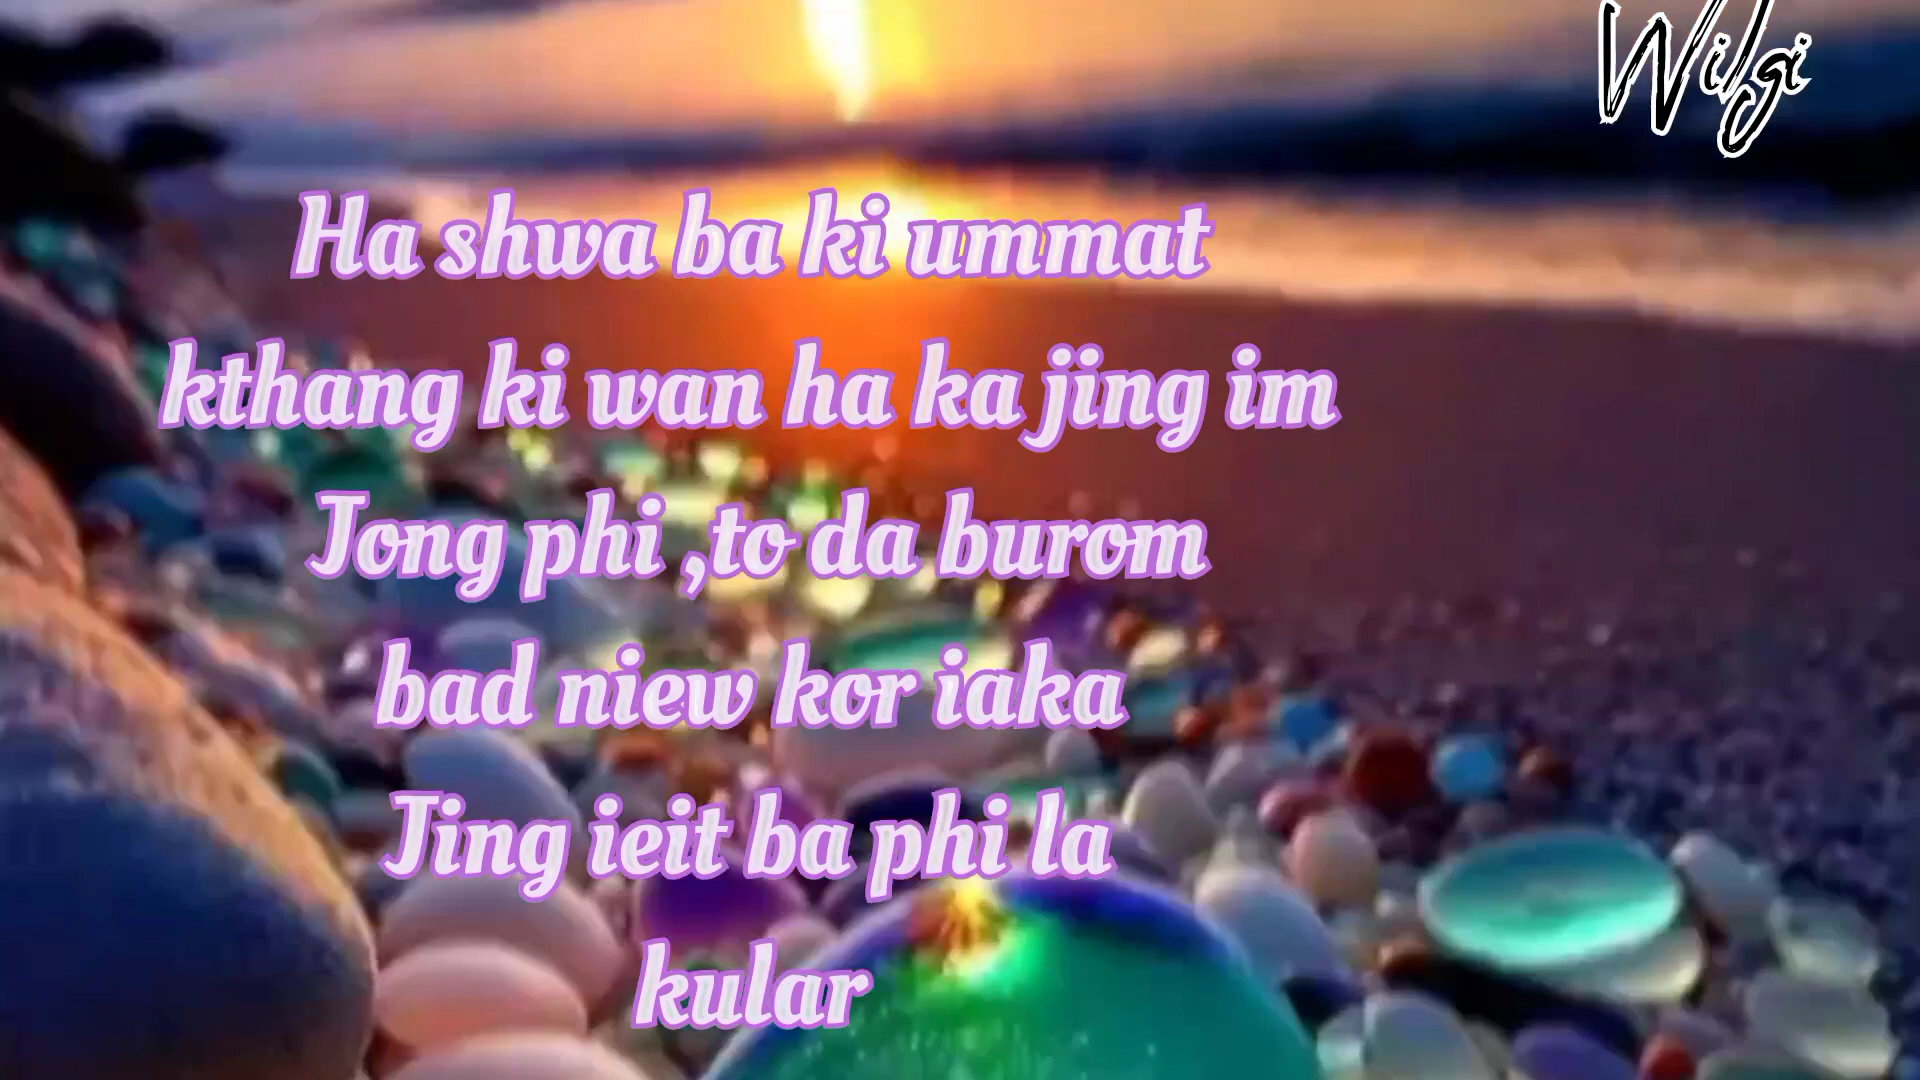 Wilgi
Ha shwa ba ki ummat
kthang ki wan ha ka jing im
Jong phi ,to da burom
bad niew kor iaka
Jing ieit ba phi la
kular